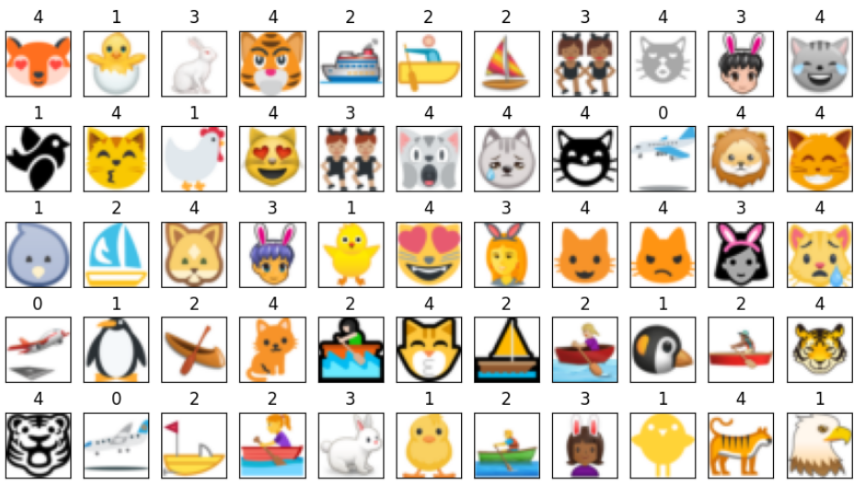 4 1 3 4 2 2 2 3 4 3 4
1 4 1 4 3 4 4 4 0 4 4
1 2 4 3 1 4 3 4 4 3 4
0 1 2 4 2 4 2 2 1 2 4
4 0 2 2 3 1 2 3 1 4 1